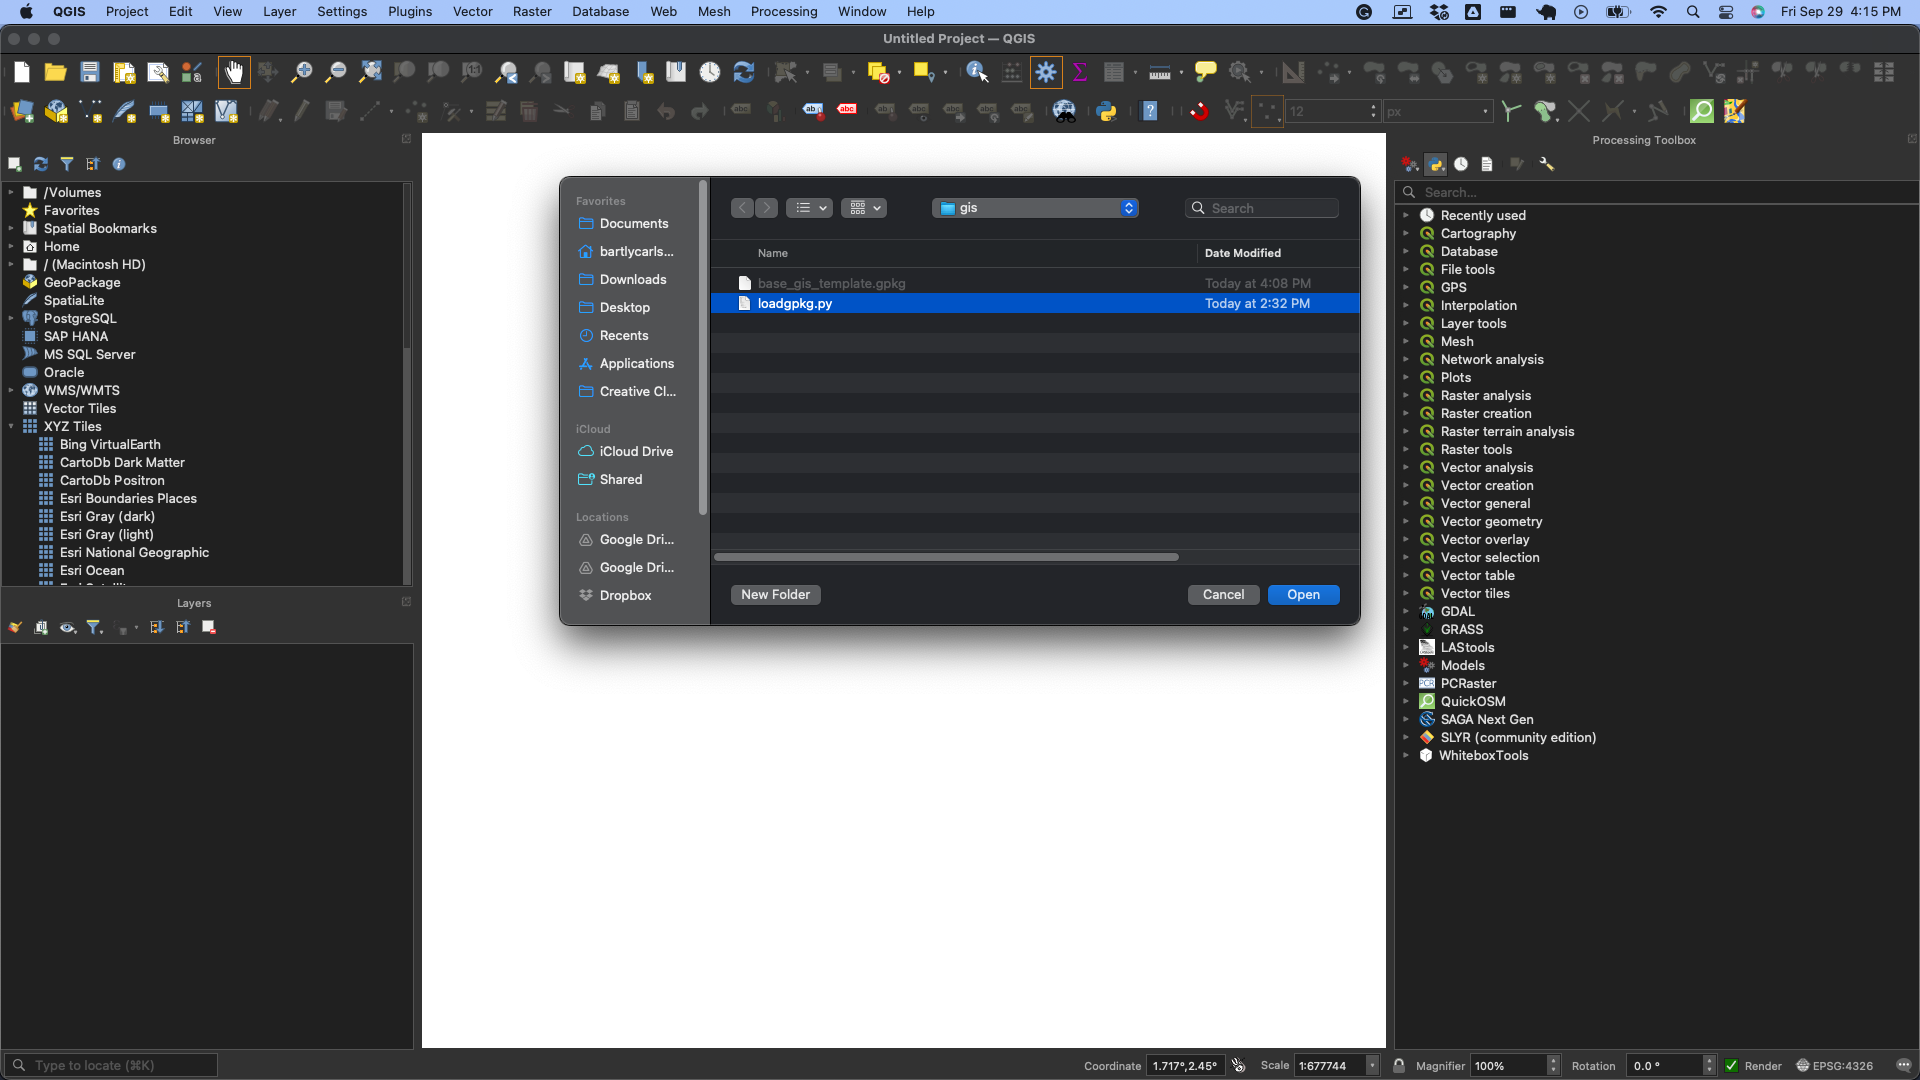 QGIS Project Edit View Layer Settings Plugins Vector Raster Database Web Mesh Processing Window Help Fri Sep 29 4:15 PM
Untitled Project — QGIS
12 px
Browser
/Volumes
Favorites
Spatial Bookmarks
Home
/ (Macintosh HD)
GeoPackage
SpatiaLite
PostgreSQL
SAP HANA
MS SQL Server
Oracle
WMS/WMTS
Vector Tiles
XYZ Tiles
Bing VirtualEarth
CartoDb Dark Matter
CartoDb Positron
Esri Boundaries Places
Esri Gray (dark)
Esri Gray (light)
Esri National Geographic
Esri Ocean
Layers
Favorites
Documents
bartlycarls...
Downloads
Desktop
Recents
Applications
Creative Cl...
iCloud
iCloud Drive
Shared
Locations
Google Dri...
Google Dri...
Dropbox
gis
Search
Name Date Modified
base_gis_template.gpkg Today at 4:08 PM
loadgpkg.py Today at 2:32 PM
New Folder Cancel Open
Processing Toolbox
Search...
Recently used
Cartography
Database
File tools
GPS
Interpolation
Layer tools
Mesh
Network analysis
Plots
Raster analysis
Raster creation
Raster terrain analysis
Raster tools
Vector analysis
Vector creation
Vector general
Vector geometry
Vector overlay
Vector selection
Vector table
Vector tiles
GDAL
GRASS
LAStools
Models
PCRaster
QuickOSM
SAGA Next Gen
SLYR (community edition)
WhiteboxTools
Type to locate (⌘K) Coordinate 1.717°,2.45° Scale 1:677744 Magnifier 100% Rotation 0.0 ° Render EPSG:4326